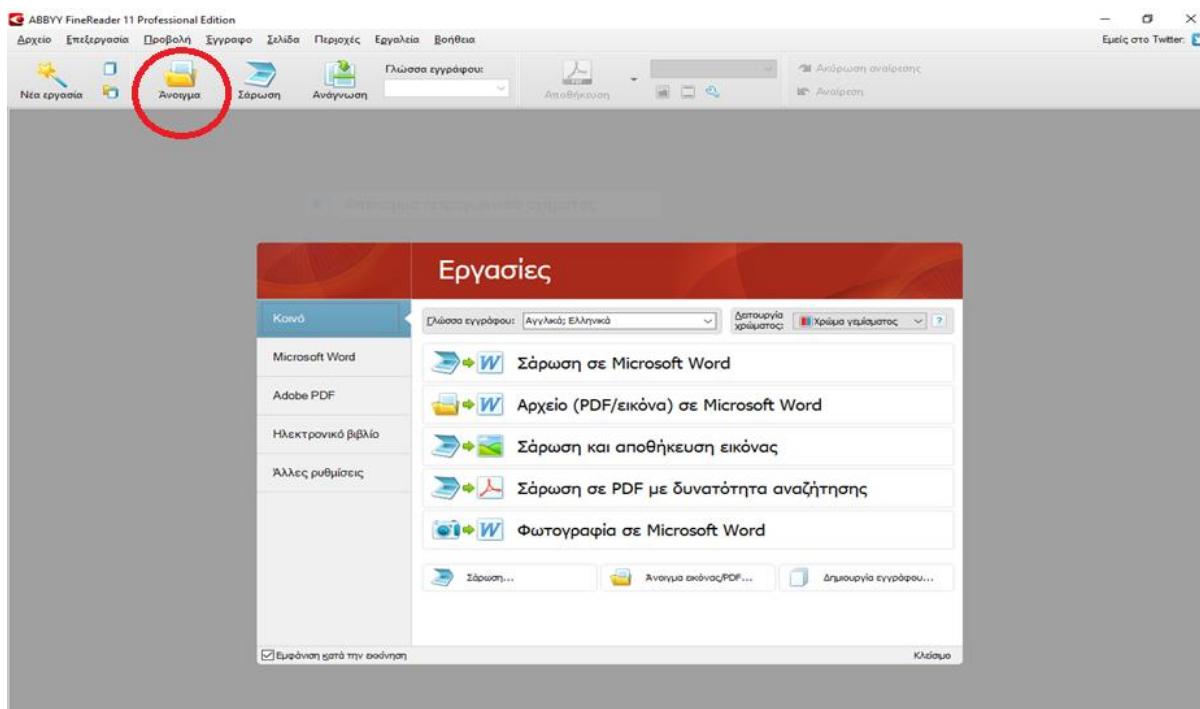 ABBYY FineReader 11 Professional Edition
Αρχείο Επεξεργασία Προβολή Έγγραφο Σελίδα Περιοχές Εργαλεία Βοήθεια Εμείς στο Twitter:
Νέα εργασία Άνοιγμα Σάρωση Ανάγνωση Γλώσσα εγγράφου: Αποθήκευση Ακύρωση αναίρεσης
Αναίρεση
Εργασίες
Κοινό
Microsoft Word
Adobe PDF
Ηλεκτρονικό βιβλίο
Άλλες ρυθμίσεις
Γλώσσα εγγράφου: Αγγλικά; Ελληνικά Λειτουργία χρώματος: Χρώμα γεμίσματος ?
Σάρωση σε Microsoft Word
Αρχείο (PDF/εικόνα) σε Microsoft Word
Σάρωση και αποθήκευση εικόνας
Σάρωση σε PDF με δυνατότητα αναζήτησης
Φωτογραφία σε Microsoft Word
Σάρωση... Άνοιγμα εικόνας/PDF... Δημιουργία εγγράφου...
Εμφάνιση κατά την εκκίνηση Κλείσιμο